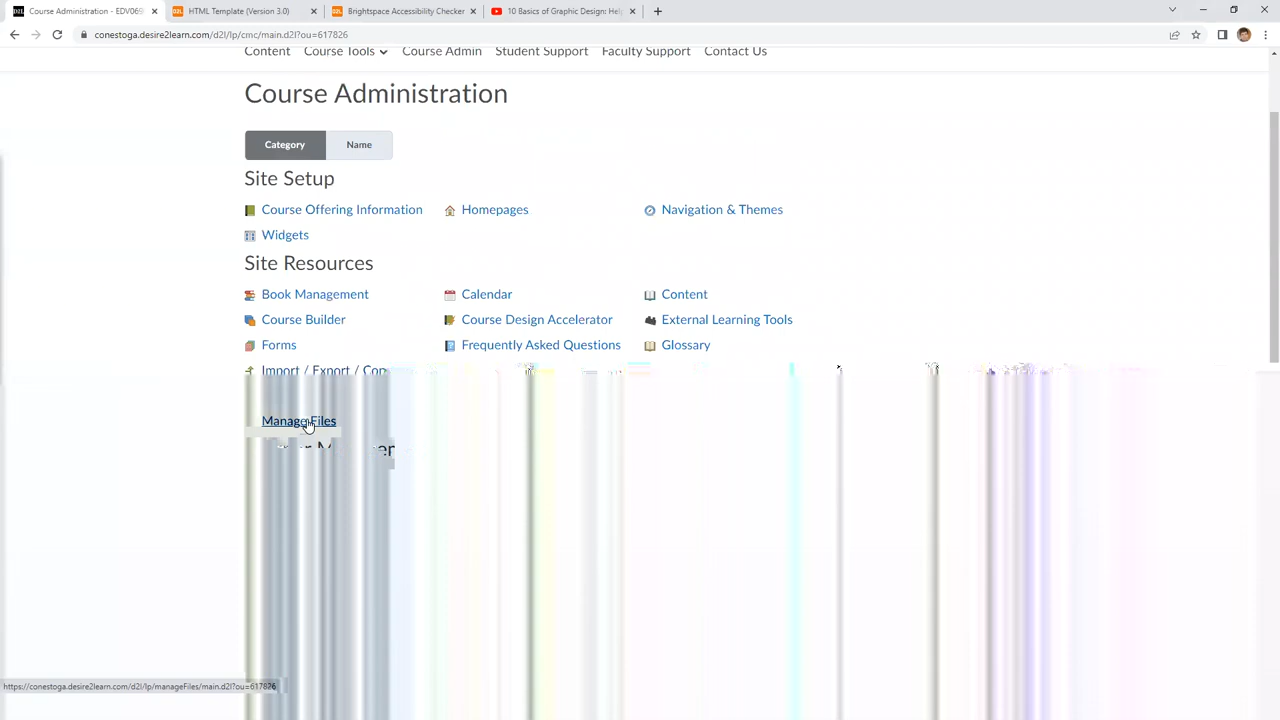 Course Administration - EDV065
HTML Template (Version 3.0)
Brightspace Accessibility Checker
10 Basics of Graphic Design: Hel
conestoga.desire2learn.com/d2l/lp/cmc/main.d2l?ou=617826
Content Course Tools Course Admin Student Support Faculty Support Contact Us
Course Administration
Category Name
Site Setup
Course Offering Information Homepages Navigation & Themes
Widgets
Site Resources
Book Management Calendar Content
Course Builder Course Design Accelerator External Learning Tools
Forms Frequently Asked Questions Glossary
Import / Export /
Manage Files
https://conestoga.desire2learn.com/d2l/lp/manageFiles/main.d2l?ou=617826